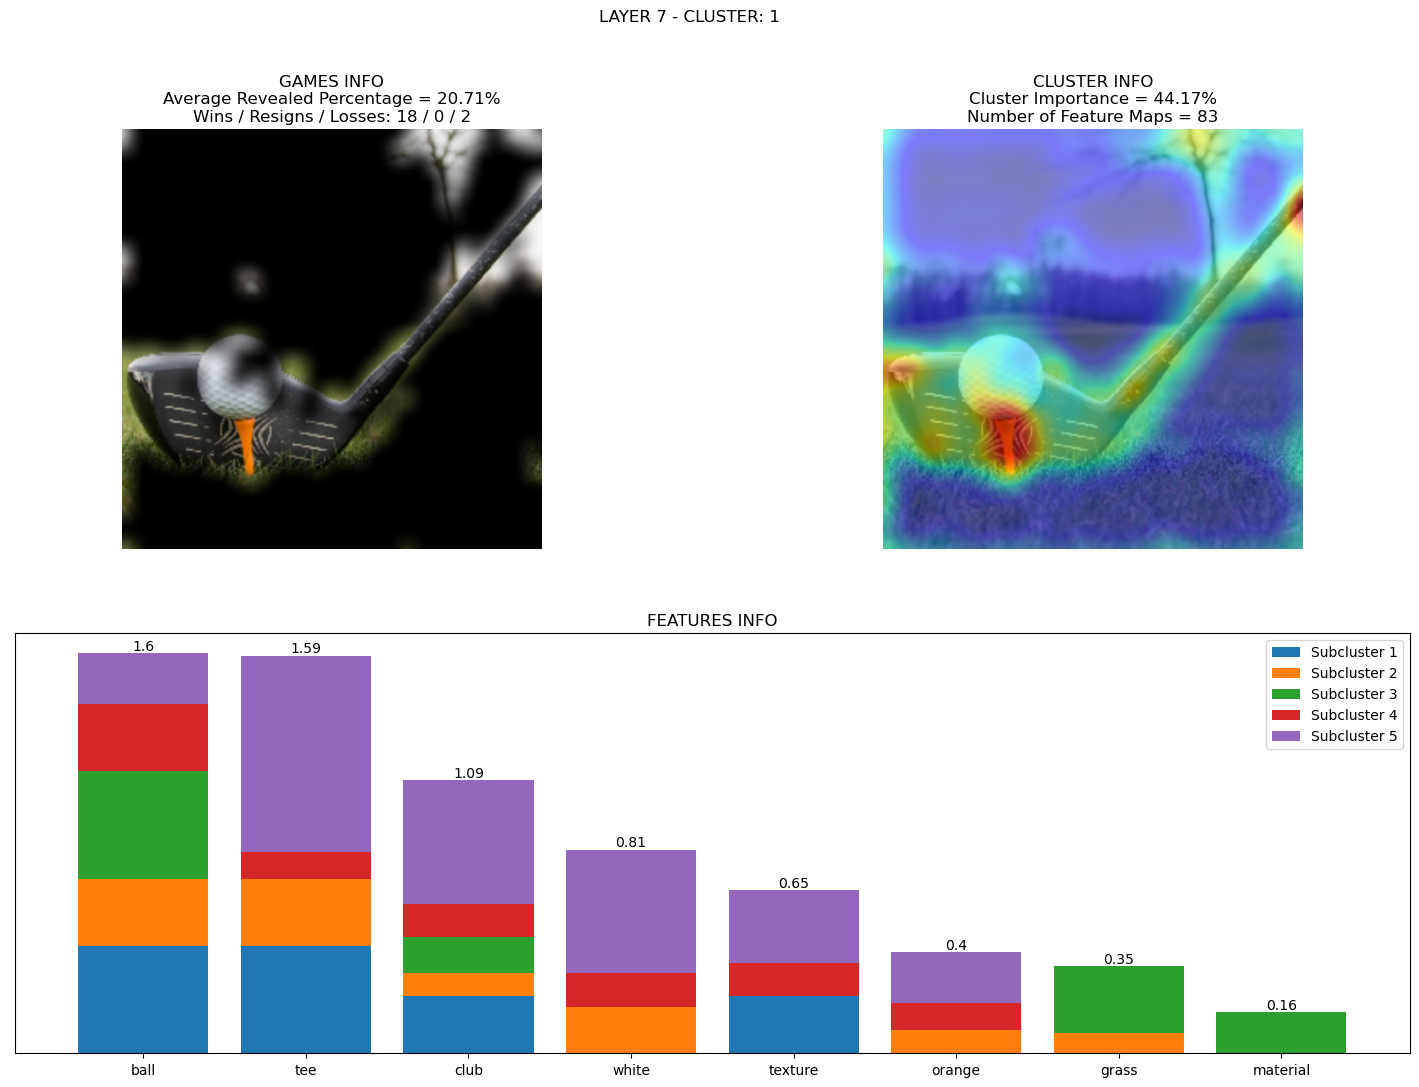 LAYER 7 - CLUSTER: 1
GAMES INFO
Average Revealed Percentage = 20.71%
Wins / Resigns / Losses: 18 / 0 / 2
CLUSTER INFO
Cluster Importance = 44.17%
Number of Feature Maps = 83
FEATURES INFO
1.6
1.59
1.09
0.81
0.65
0.4
0.35
0.16
Subcluster 1
Subcluster 2
Subcluster 3
Subcluster 4
Subcluster 5
ball
tee
club
white
texture
orange
grass
material